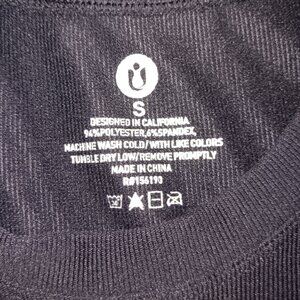 S
DESIGNED IN CALIFORNIA
94%POLYESTER,6%SPANDEX,
MACHINE WASH COLD/WITH LIKE COLORS
TUMBLE DRY LOW/REMOVE PROMPTLY
MADE IN CHINA
R#156190